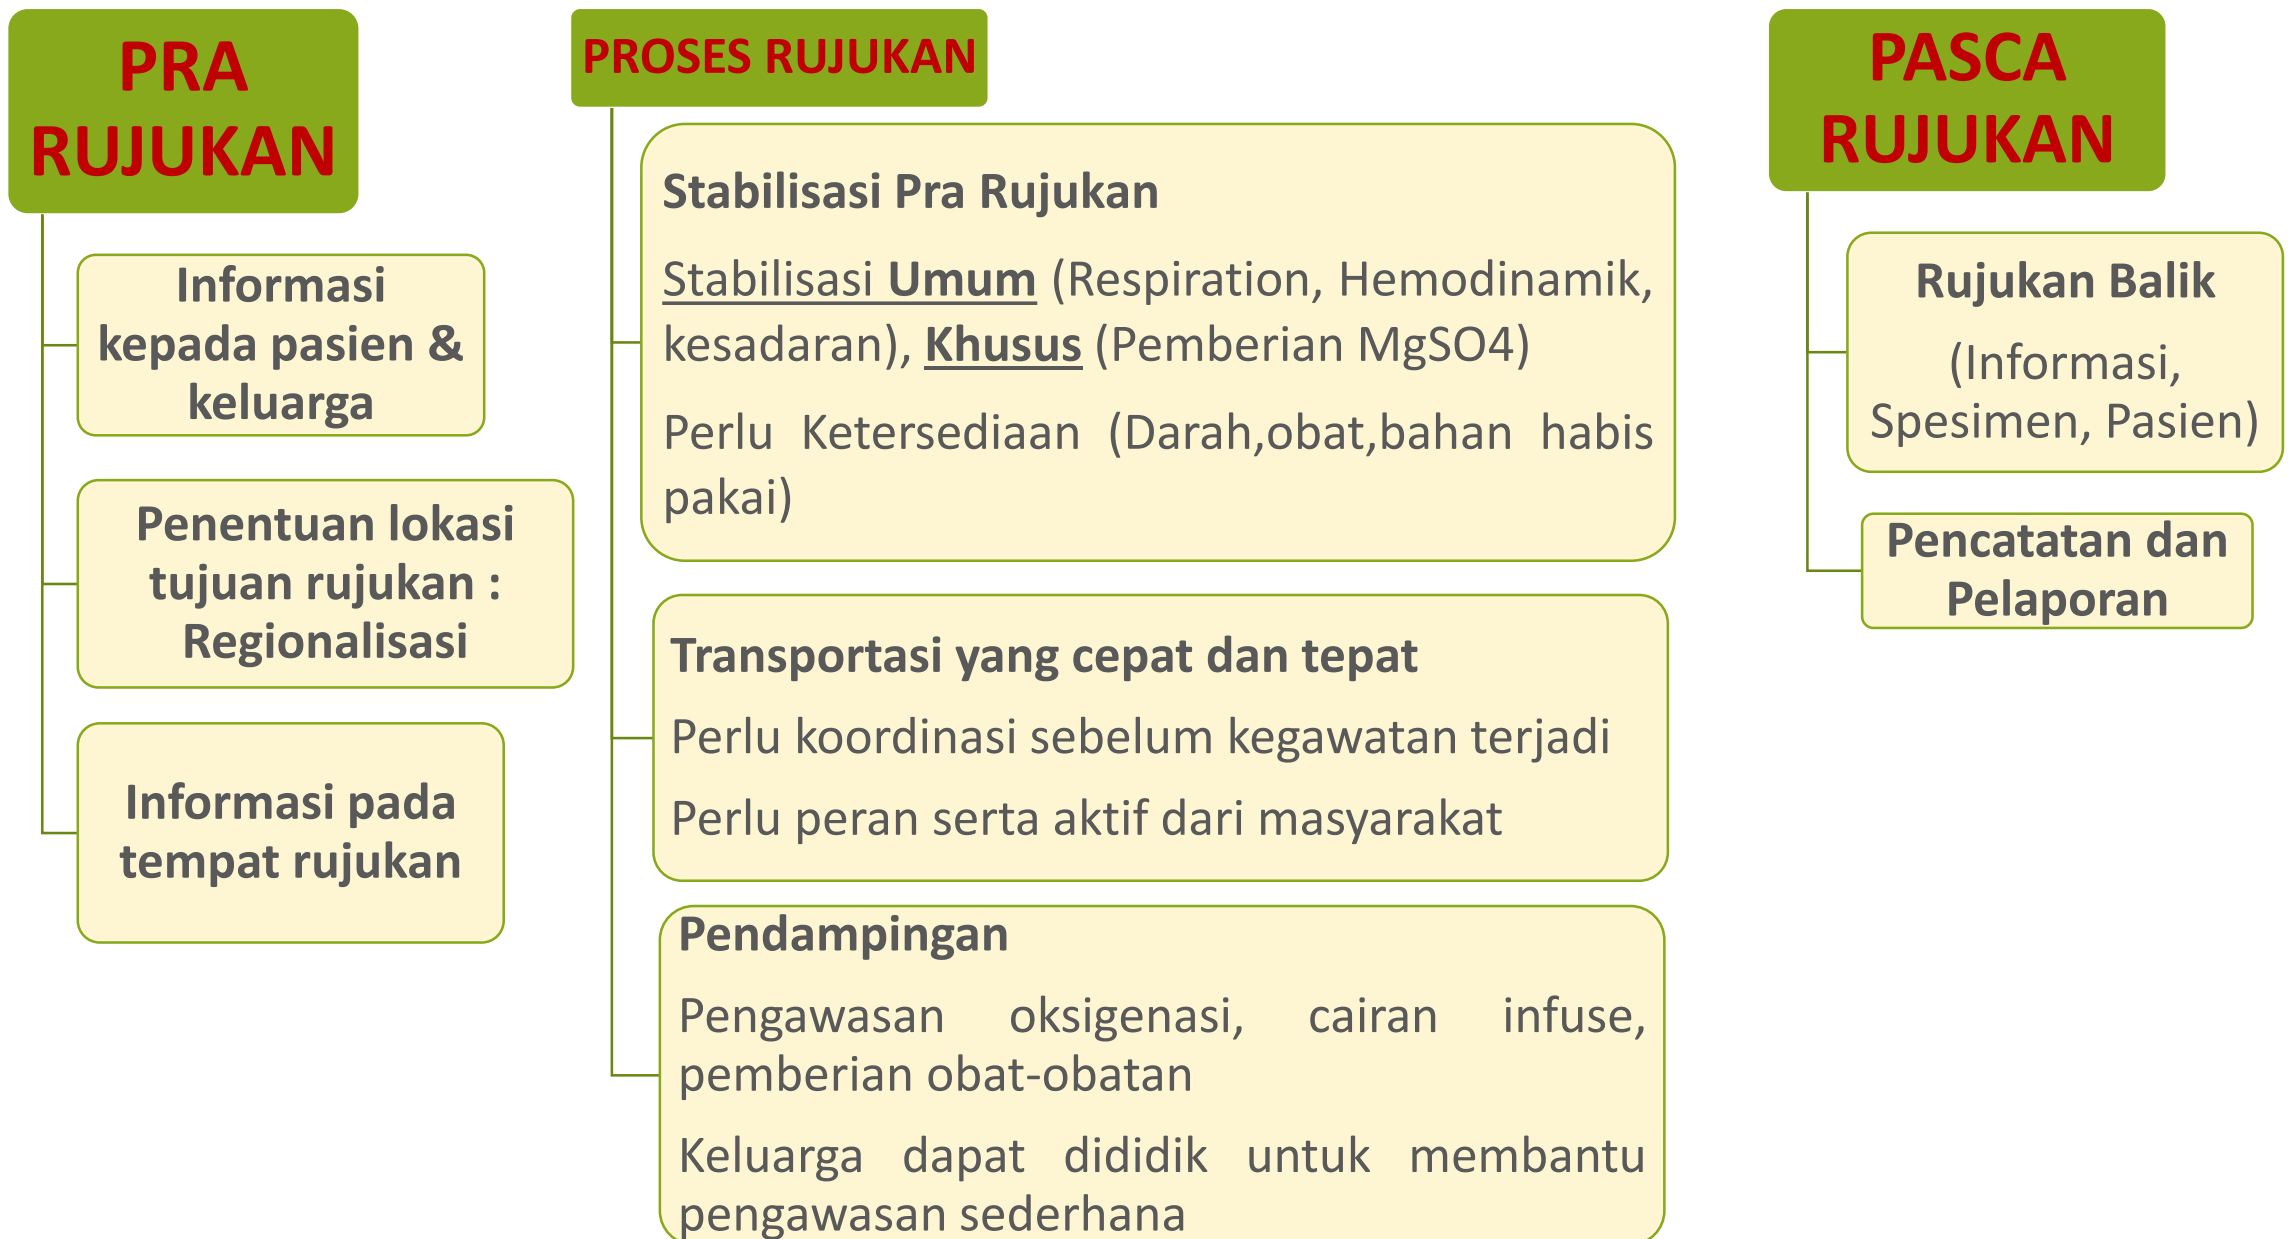 PRA
RUJUKAN
Informasi
kepada pasien &
keluarga
Penentuan lokasi
tujuan rujukan :
Regionalisasi
Informasi pada
tempat rujukan
PROSES RUJUKAN
Stabilisasi Pra Rujukan
Stabilisasi Umum (Respiration, Hemodinamik,
kesadaran), Khusus (Pemberian MgSO4)
Perlu Ketersediaan (Darah,obat,bahan habis
pakai)
Transportasi yang cepat dan tepat
Perlu koordinasi sebelum kegawatan terjadi
Perlu peran serta aktif dari masyarakat
Pendampingan
Pengawasan oksigenasi, cairan infuse,
pemberian obat-obatan
Keluarga dapat dididik untuk membantu
pengawasan sederhana
PASCA
RUJUKAN
Rujukan Balik
(Informasi,
Spesimen, Pasien)
Pencatatan dan
Pelaporan